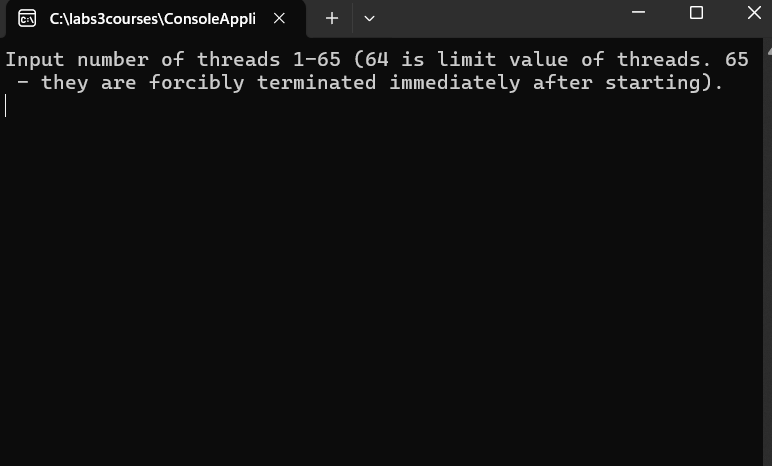 C:\labs3courses\ConsoleAppli
Input number of threads 1-65 (64 is limit value of threads. 65
- they are forcibly terminated immediately after starting).